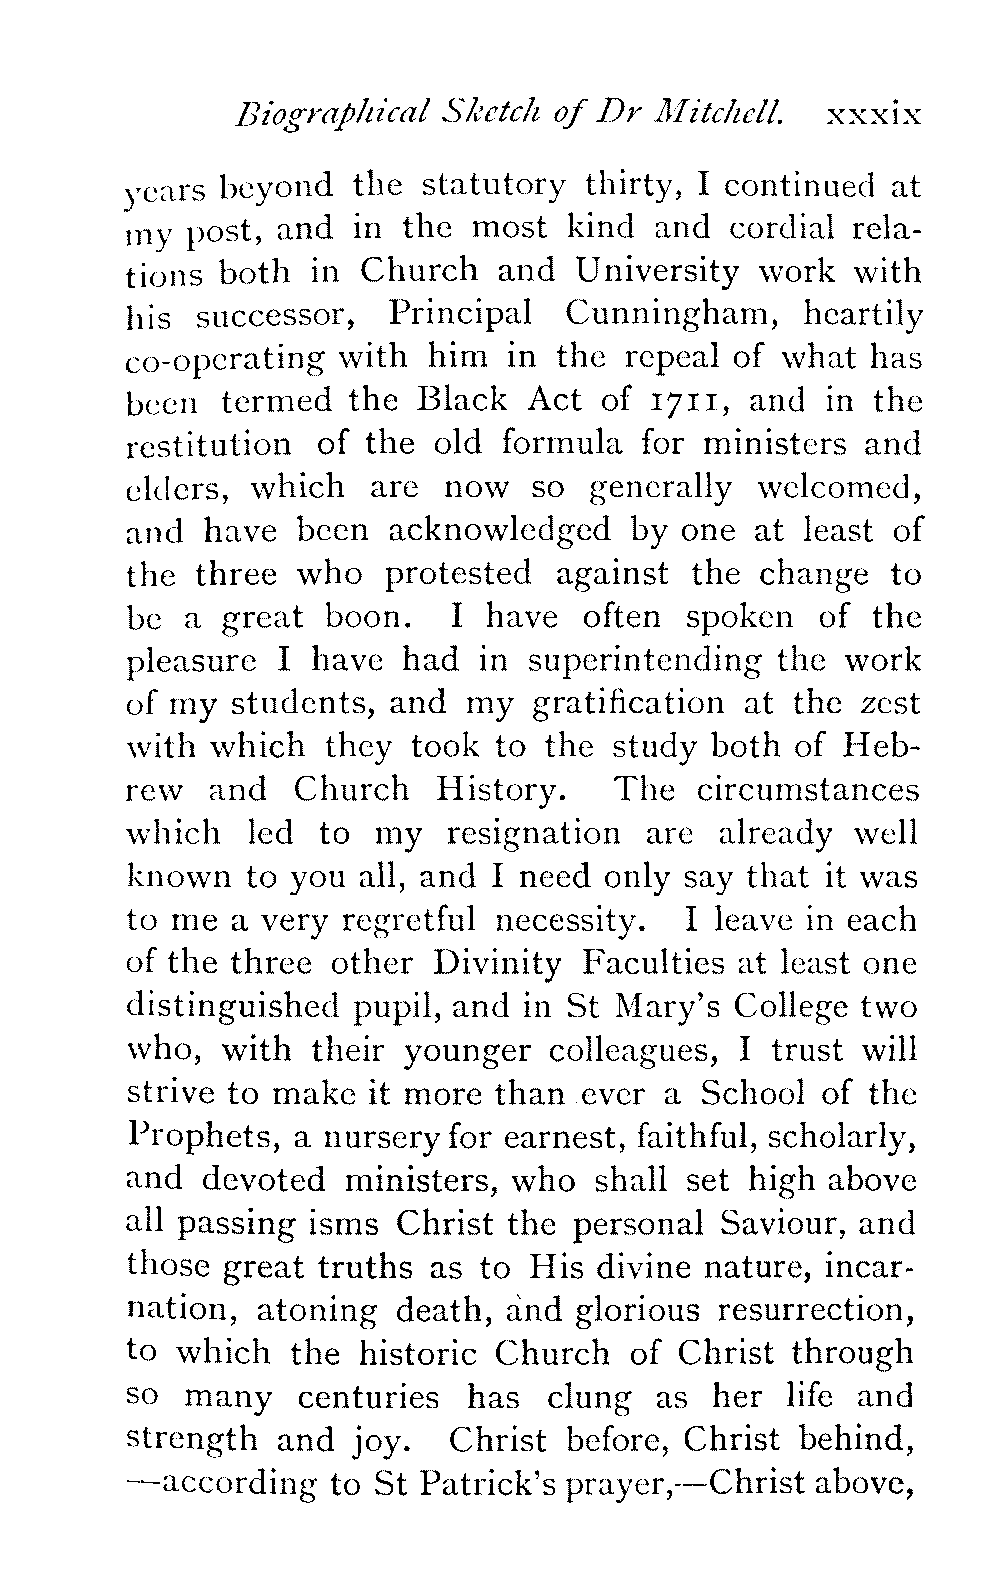 Biographical Sketch of Dr Mitchell. xxxix
years beyond the statutory thirty, I continued at
my post, and in the most kind and cordial rela-
tions both in Church and University work with
his successor, Principal Cunningham, heartily
co-operating with him in the repeal of what has
been termed the Black Act of 1711, and in the
restitution of the old formula for ministers and
elders, which are now so generally welcomed,
and have been acknowledged by one at least of
the three who protested against the change to
be a great boon. I have often spoken of the
pleasure I have had in superintending the work
of my students, and my gratification at the zest
with which they took to the study both of Heb-
rew and Church History. The circumstances
which led to my resignation are already well
known to you all, and I need only say that it was
to me a very regretful necessity. I leave in each
of the three other Divinity Faculties at least one
distinguished pupil, and in St Mary's College two
who, with their younger colleagues, I trust will
strive to make it more than ever a School of the
Prophets, a nursery for earnest, faithful, scholarly,
and devoted ministers, who shall set high above
all passing isms Christ the personal Saviour, and
those great truths as to His divine nature, incar-
nation, atoning death, and glorious resurrection,
to which the historic Church of Christ through
so many centuries has clung as her life and
strength and joy. Christ before, Christ behind,
—according to St Patrick's prayer,—Christ above,